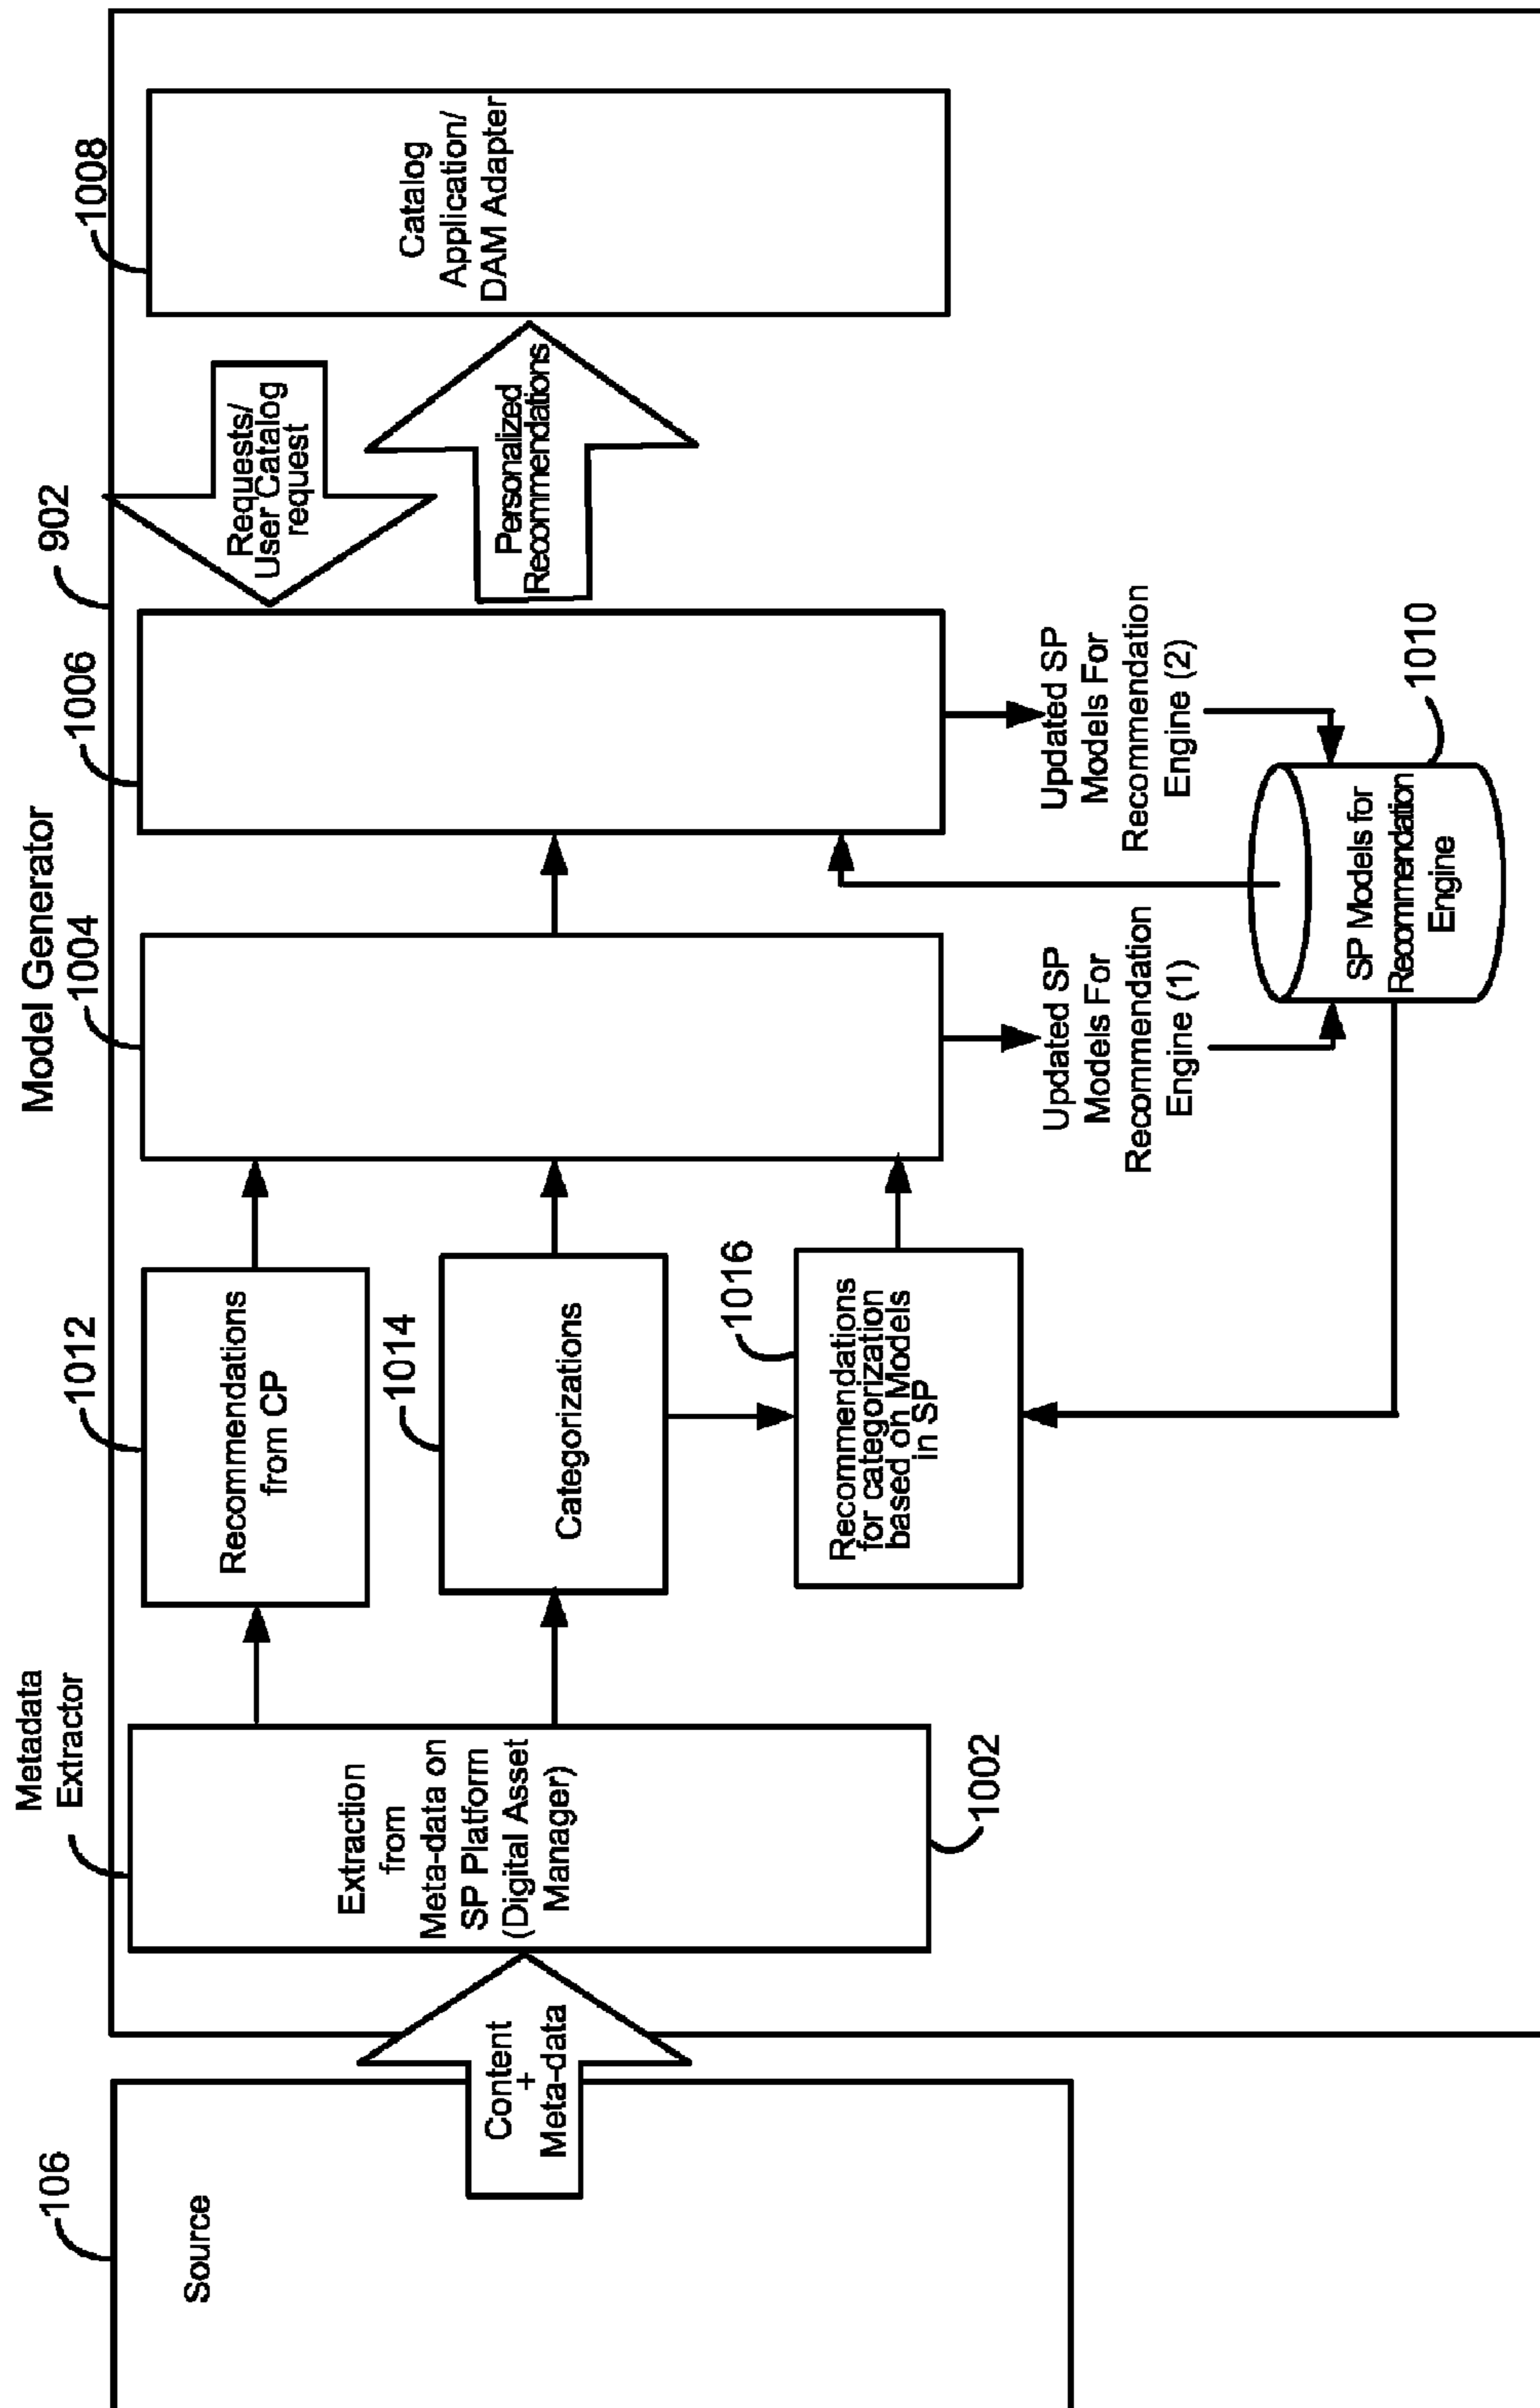 106
Source
Content
+
Meta-data
Metadata
Extractor
Extraction
from
Meta-data on
SP Platform
(Digital Asset
Manager)
1002
1012
Recommendations
from CP
1014
Categorizations
1016
Recommendations
for categorization
based on Models
in SP
Model Generator
1004
Updated SP
Models For
Recommendation
Engine (1)
1006
902
Updated SP
Models For
Recommendation
Engine (2)
SP Models for
Recommendation
Engine
1010
Requests/
User Catalog
request
Personalized
Recommendations
1008
Catalog
Application/
DAM Adapter